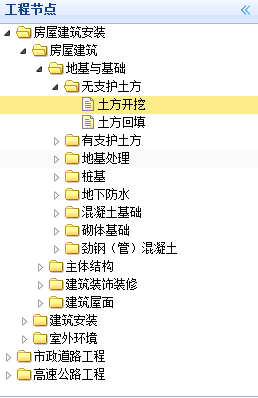 工程节点
房屋建筑安装
房屋建筑
地基与基础
无支护土方
土方开挖
土方回填
有支护土方
地基处理
桩基
地下防水
混凝土基础
砌体基础
劲钢（管）混凝土
主体结构
建筑装饰装修
建筑屋面
建筑安装
室外环境
市政道路工程
高速公路工程